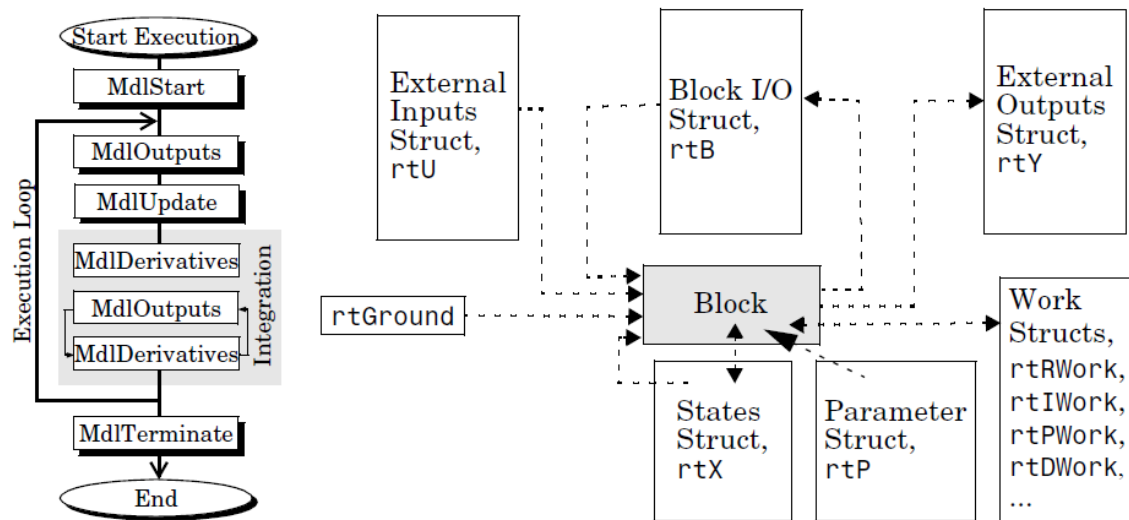 Start Execution
MdlStart
MdlOutputs
MdlUpdate
MdlDerivatives
MdlOutputs
MdlDerivatives
Integration
Execution Loop
MdlTerminate
End
External
Inputs
Struct,
rtU
Block I/O
Struct,
rtB
External
Outputs
Struct,
rtY
rtGround
Block
States
Struct,
rtX
Parameter
Struct,
rtP
Work
Structs,
rtRWork,
rtIWork,
rtPWork,
rtDWork,
...